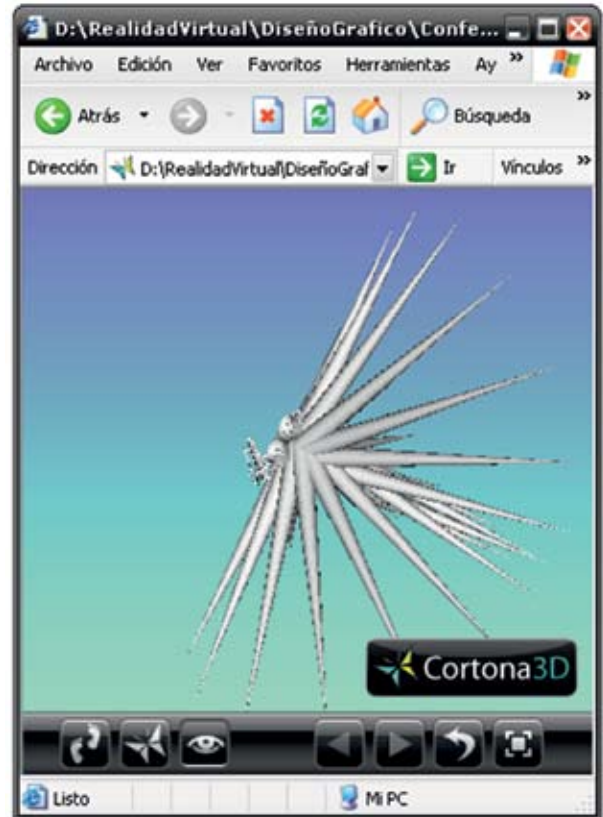 D:\RealidadVirtual\DiseñoGrafico\Confe...
Archivo Edición Ver Favoritos Herramientas Ay »
Atrás Búsqueda »
Dirección D:\RealidadVirtual\DiseñoGraf Ir Vínculos »
Cortona3D
Listo Mi PC